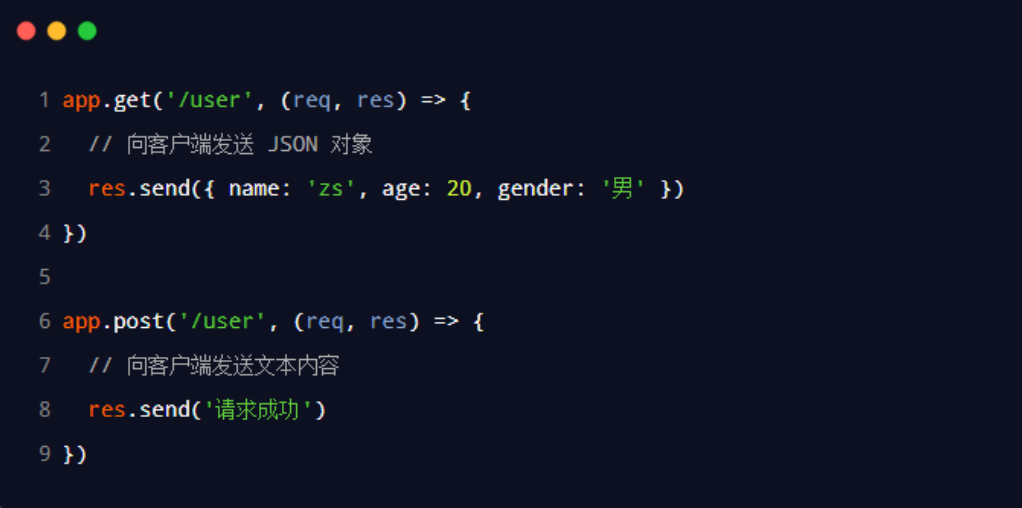 1 app.get('/user', (req, res) => {
2   // 向客户端发送 JSON 对象
3   res.send({ name: 'zs', age: 20, gender: '男' })
4 })
5
6 app.post('/user', (req, res) => {
7   // 向客户端发送文本内容
8   res.send('请求成功')
9 })